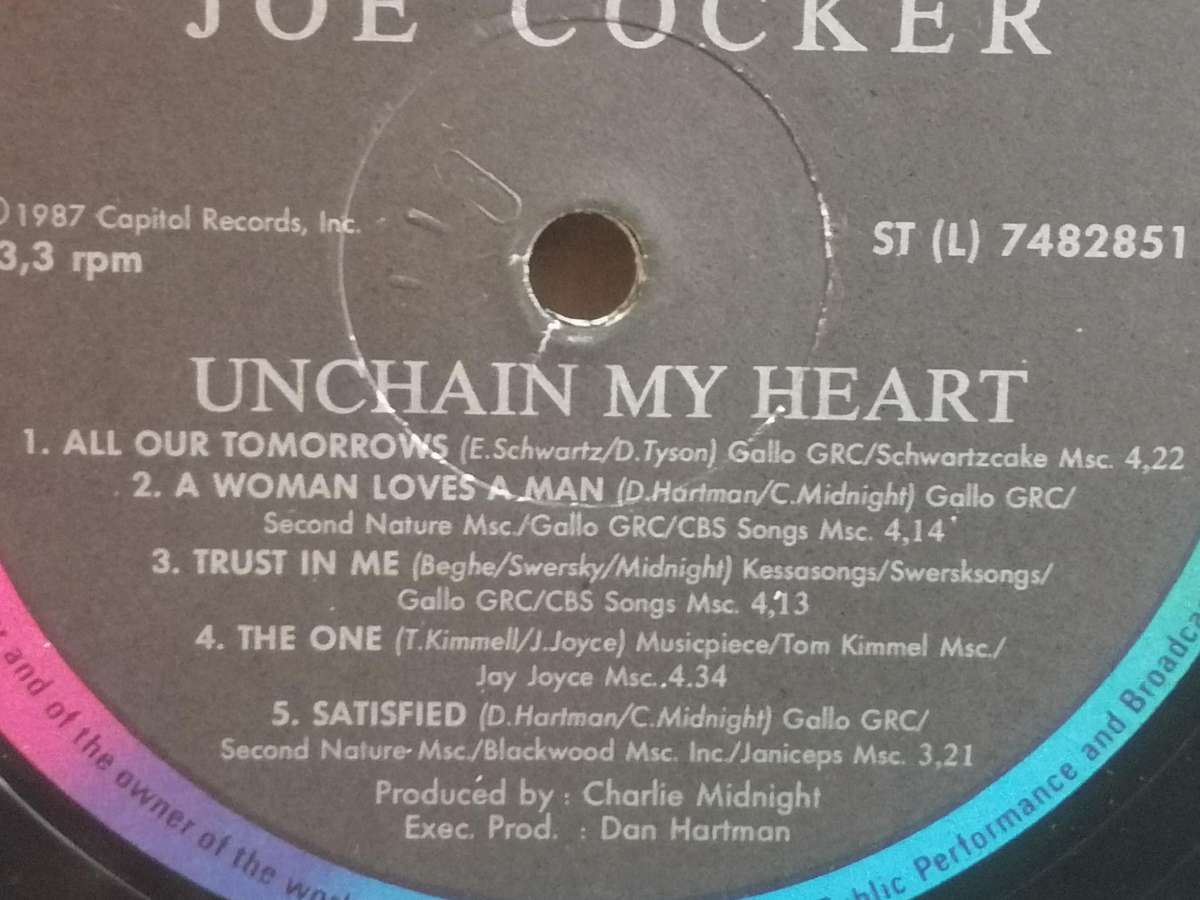 JOE COCKER
1987 Capitol Records, Inc.
3,3 rpm
ST (L) 7482851
UNCHAIN MY HEART
1. ALL OUR TOMORROWS (E.Schwartz/D.Tyson) Gallo GRC/Schwartzcake Msc. 4,22
2. A WOMAN LOVES A MAN (D.Hartman/C.Midnight) Gallo GRC/
Second Nature Msc./Gallo GRC/CBS Songs Msc. 4,14
3. TRUST IN ME (Beghe/Swersky/Midnight) Kessasongs/Swersksongs/
Gallo GRC/CBS Songs Msc. 4,13
4. THE ONE (T.Kimmell/J.Joyce) Musicpiece/Tom Kimmel Msc./
Jay Joyce Msc..4.34
5. SATISFIED (D.Hartman/C.Midnight) Gallo GRC/
Second Nature Msc./Blackwood Msc. Inc./Janiceps Msc. 3,21
Produced by : Charlie Midnight
Exec. Prod. : Dan Hartman
and of the owner of the
Performance and